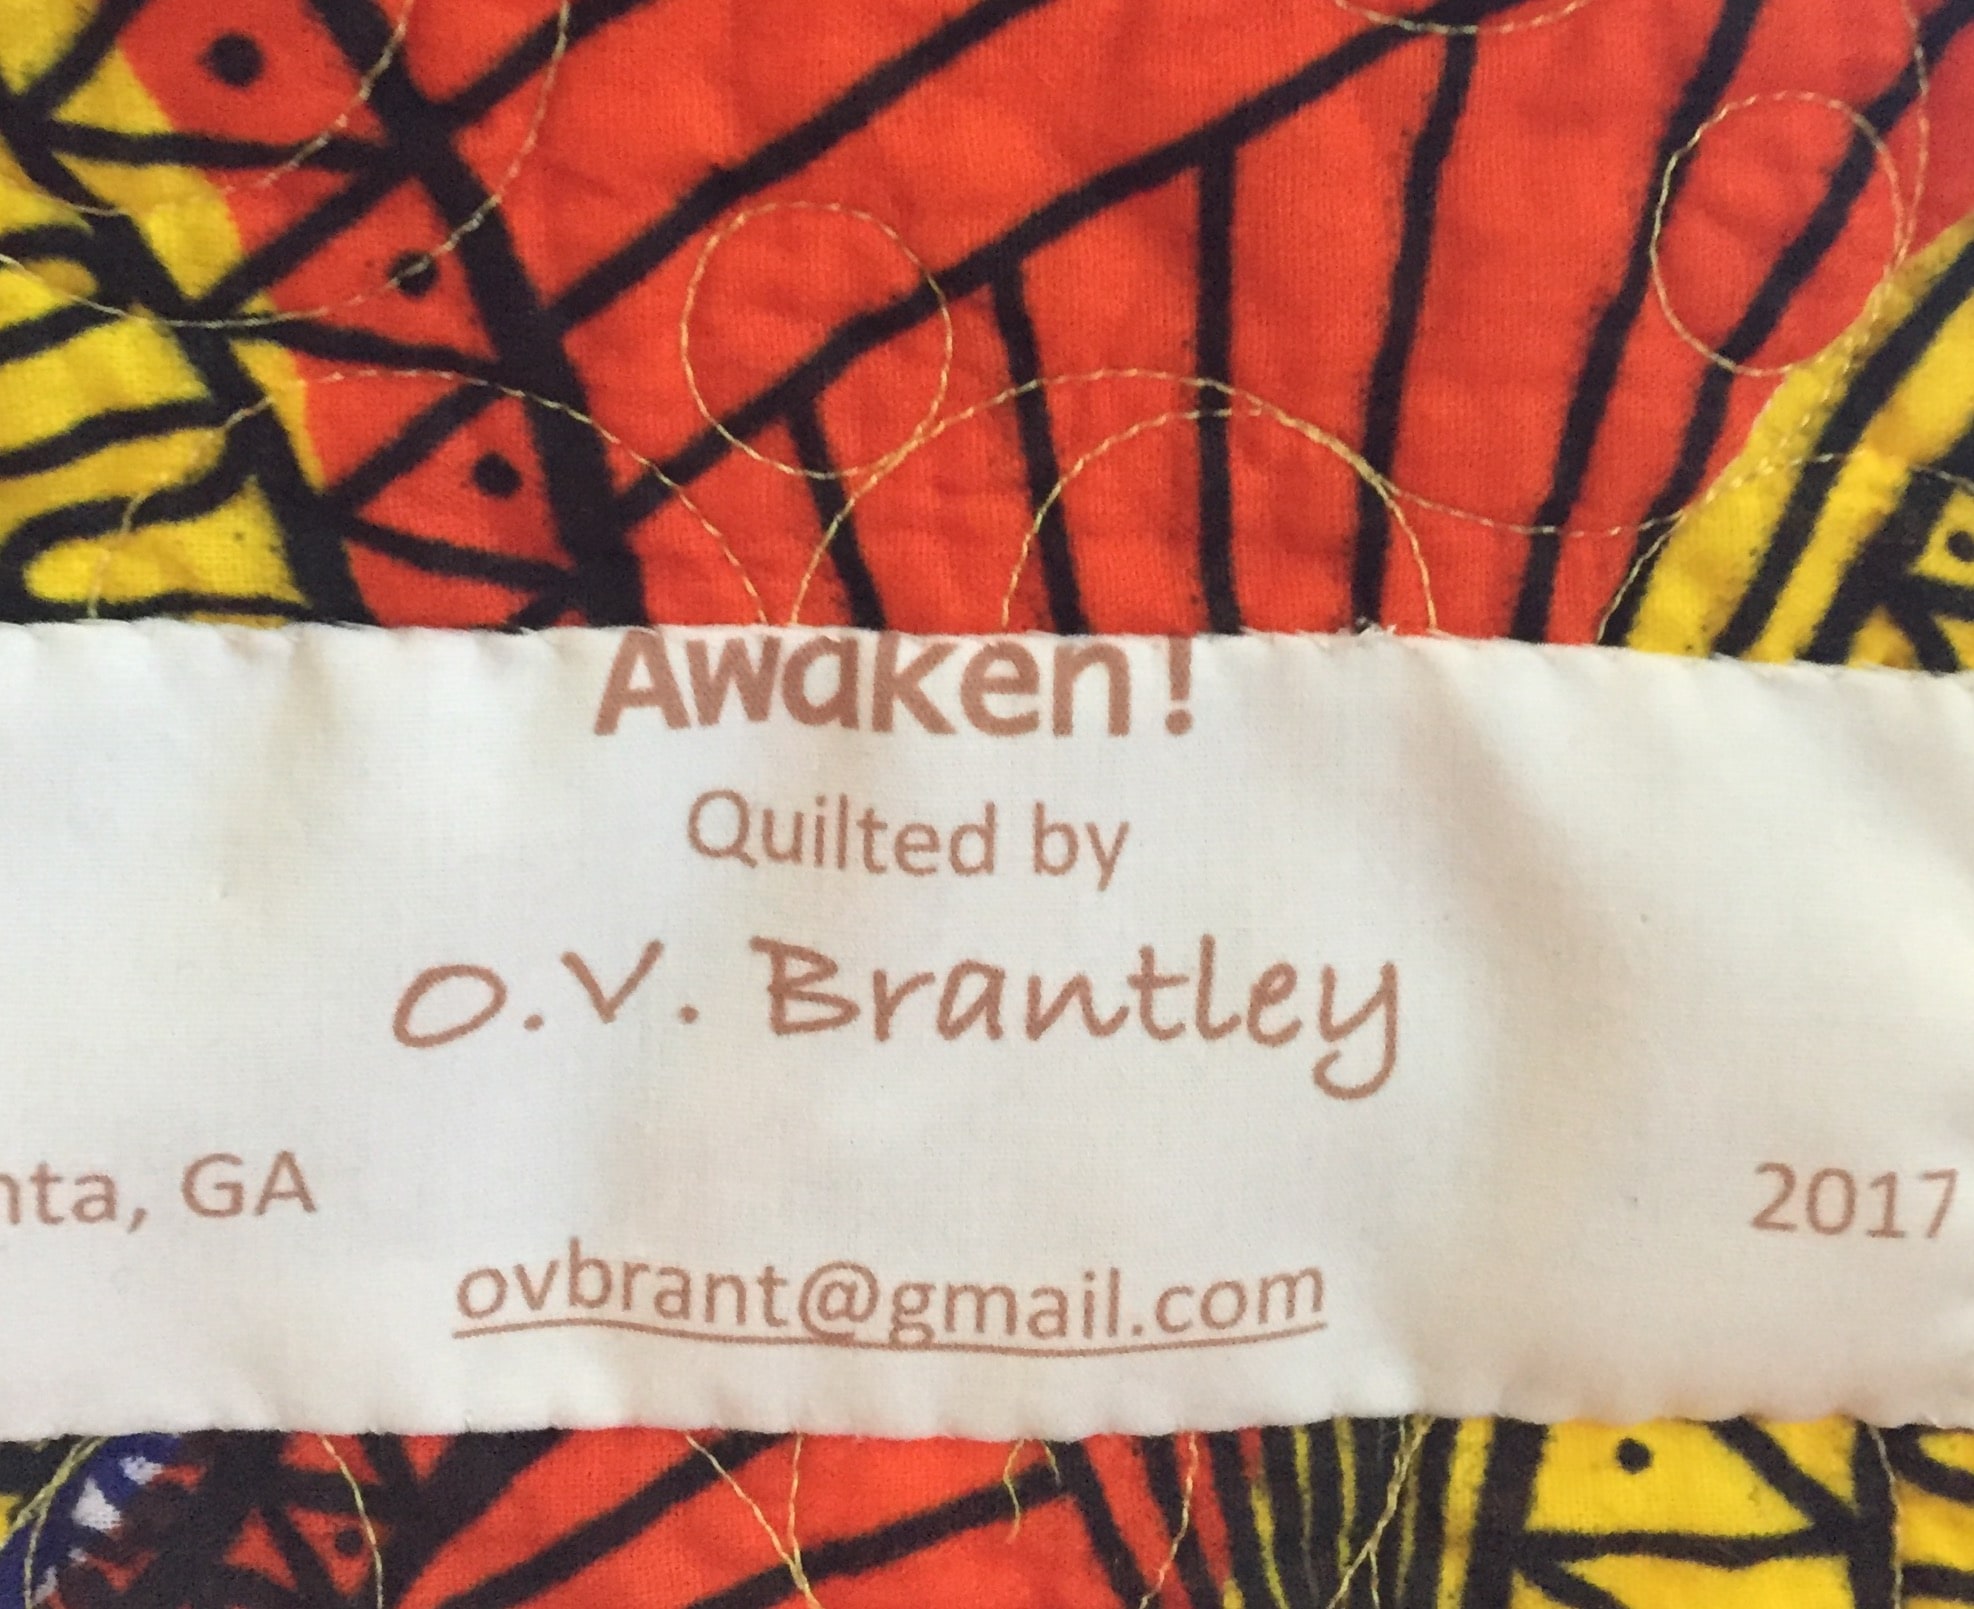 Awaken!
Quilted by
O.V. Brantley
nta, GA 2017
ovbrant@gmail.com